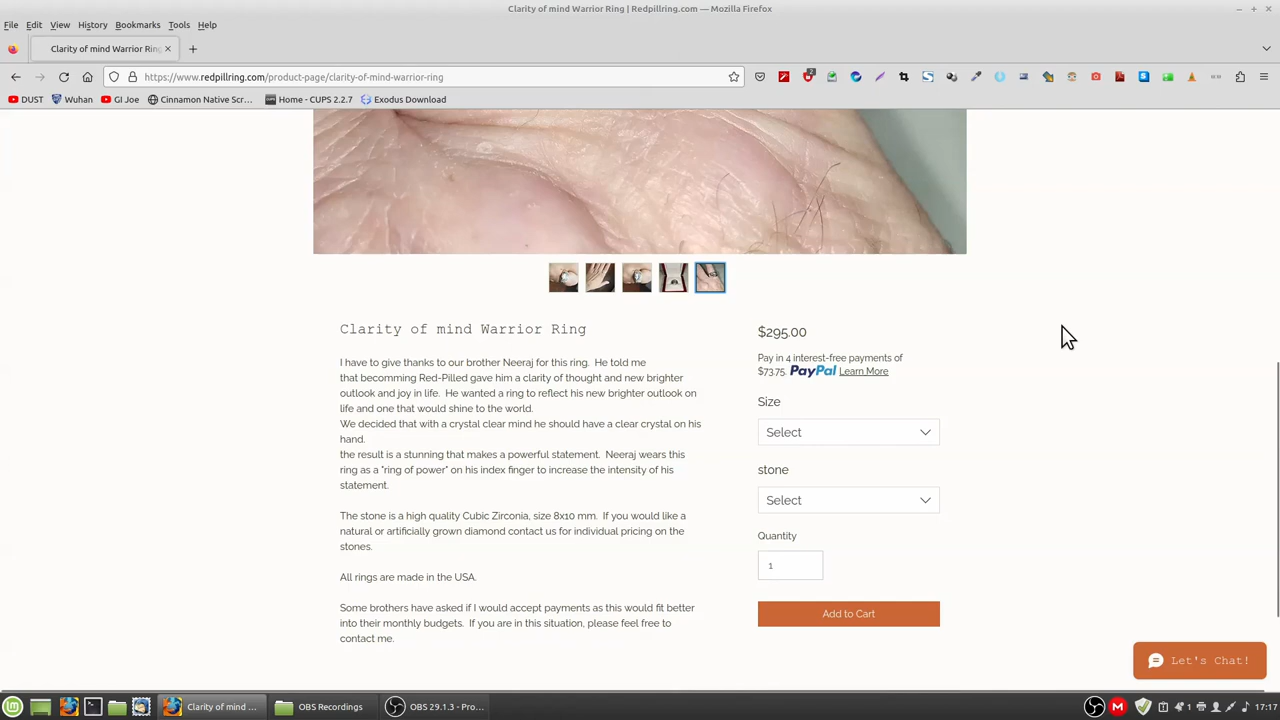 Clarity of mind Warrior Ring | Redpillring.com — Mozilla Firefox
File Edit View History Bookmarks Tools Help
Clarity of mind Warrior Rin
https://www.redpillring.com/product-page/clarity-of-mind-warrior-ring
DUST Wuhan GI Joe Cinnamon Native Scr... Home - CUPS 2.2.7 Exodus Download
Clarity of mind Warrior Ring
I have to give thanks to our brother Neeraj for this ring. He told me
that becomming Red-Pilled gave him a clarity of thought and new brighter
outlook and joy in life. He wanted a ring to reflect his new brighter outlook on
life and one that would shine to the world.
We decided that with a crystal clear mind he should have a clear crystal on his
hand.
the result is a stunning that makes a powerful statement. Neeraj wears this
ring as a "ring of power" on his index finger to increase the intensity of his
statement.
The stone is a high quality Cubic Zirconia, size 8x10 mm. If you would like a
natural or artificially grown diamond contact us for individual pricing on the
stones.
All rings are made in the USA.
Some brothers have asked if I would accept payments as this would fit better
into their monthly budgets. If you are in this situation, please feel free to
contact me.
$295.00
Pay in 4 interest-free payments of
$73.75. PayPal Learn More
Size
Select
stone
Select
Quantity
1
Add to Cart
Let's Chat!
Clarity of mind ... OBS Recordings OBS 29.1.3 - Pro... 1 17:17